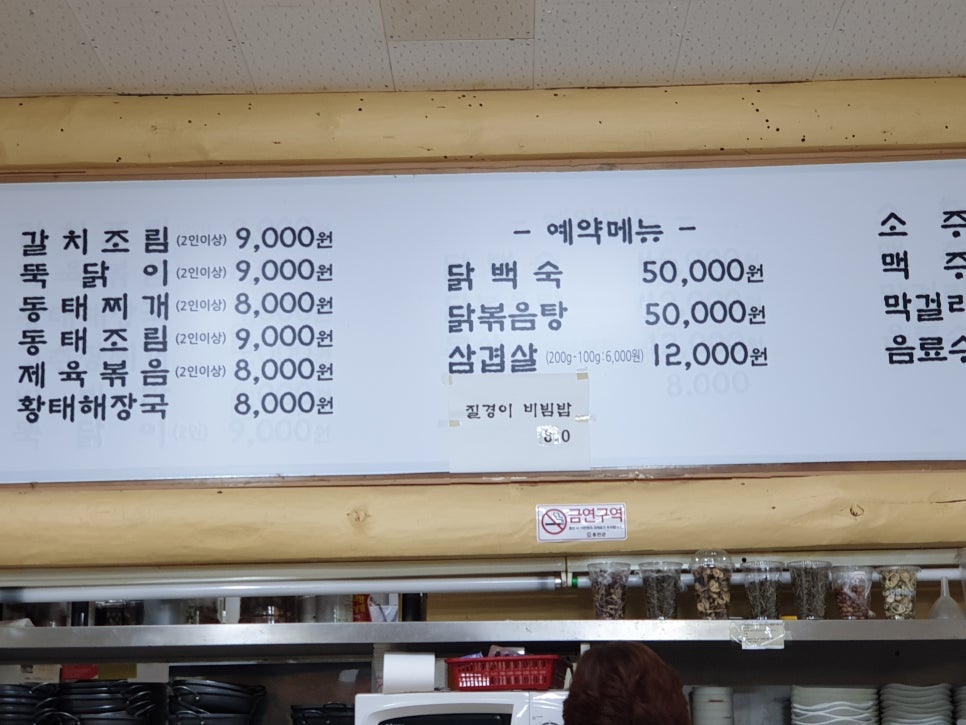 갈치조림 (2인이상) 9,000원
뚝닭이 (2인이상) 9,000원
동태찌개 (2인이상) 8,000원
동태조림 (2인이상) 9,000원
제육볶음 (2인이상) 8,000원
황태해장국 8,000원
- 예약메뉴 -
닭백숙 50,000원
닭볶음탕 50,000원
삼겹살 (200g-100g:6,000원) 12,000원
질경이 비빔밥
8.0
소
맥
막걸리
음료수
금연구역